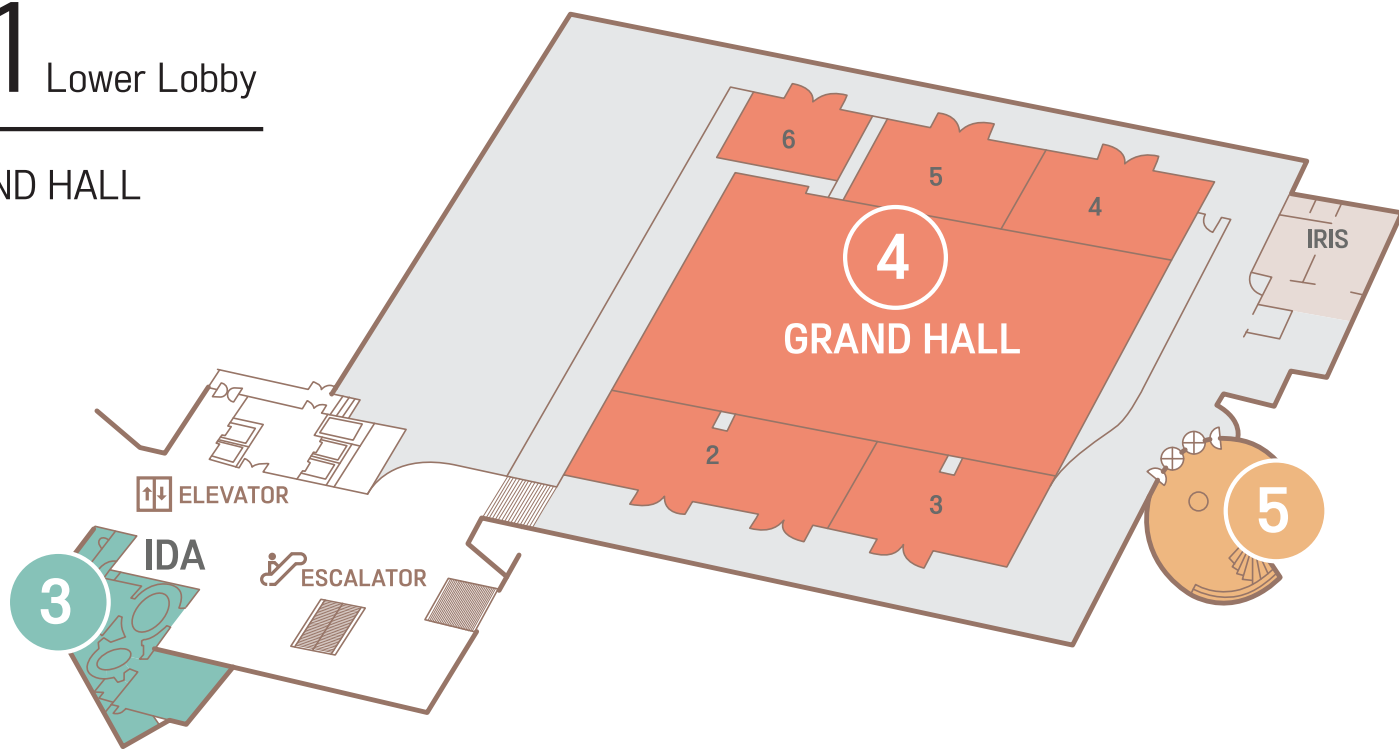 1 Lower Lobby
ND HALL
6
5
4
IRIS
4
GRAND HALL
2
3
ELEVATOR
5
IDA
ESCALATOR
3